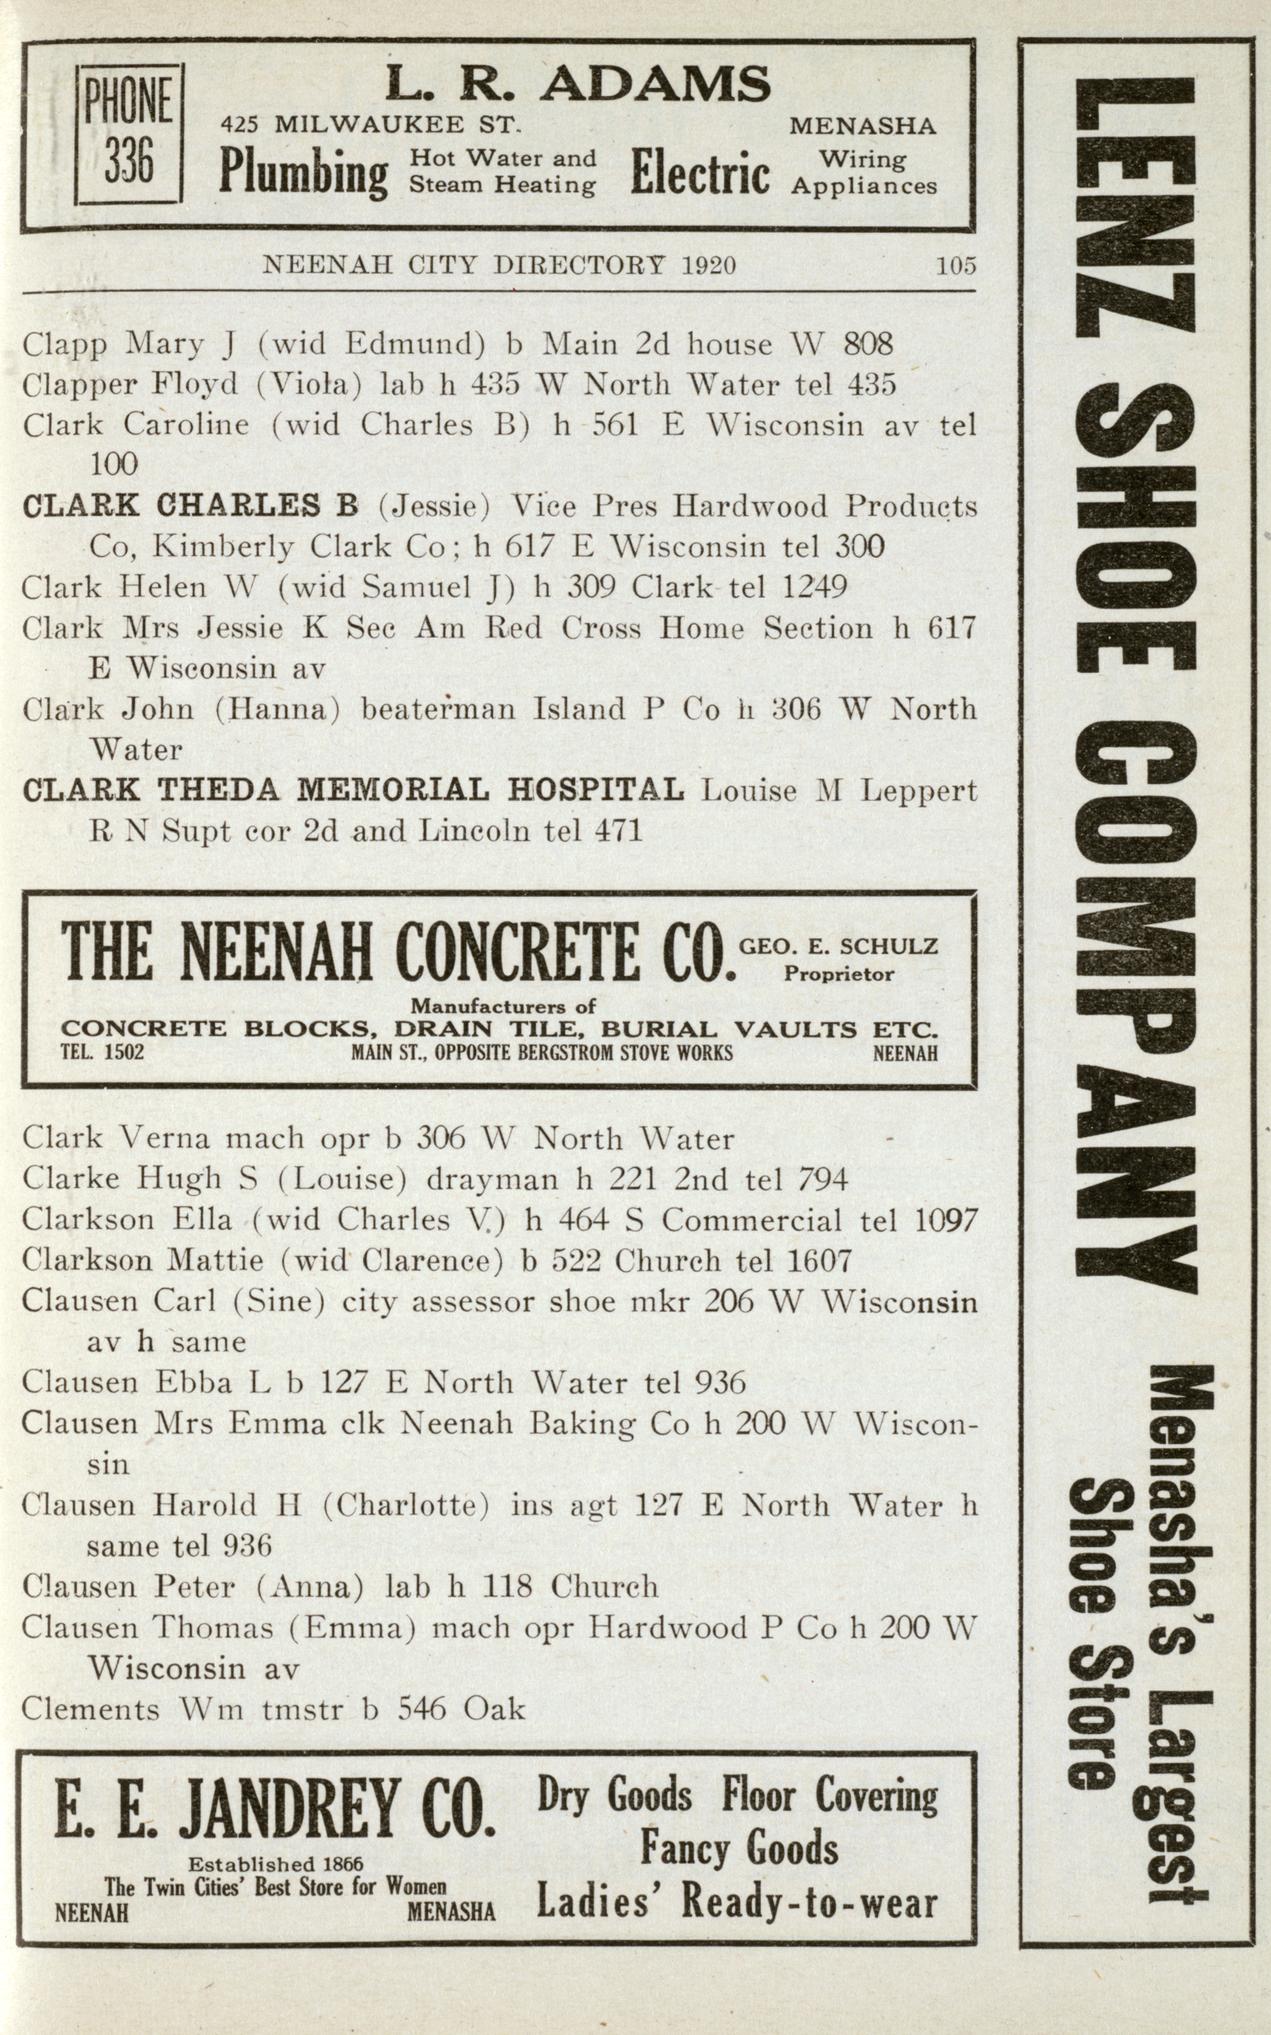 PHONE
336
L. R. ADAMS
425 MILWAUKEE ST. MENASHA
Plumbing Hot Water and Steam Heating Electric Wiring Appliances
NEENAH CITY DIRECTORY 1920 105
Clapp Mary J (wid Edmund) b Main 2d house W 808
Clapper Floyd (Viola) lab h 435 W North Water tel 435
Clark Caroline (wid Charles B) h 561 E Wisconsin av tel
100
CLARK CHARLES B (Jessie) Vice Pres Hardwood Products
Co, Kimberly Clark Co; h 617 E Wisconsin tel 300
Clark Helen W (wid Samuel J) h 309 Clark tel 1249
Clark Mrs Jessie K Sec Am Red Cross Home Section h 617
E Wisconsin av
Clark John (Hanna) beaterman Island P Co h 306 W North
Water
CLARK THEDA MEMORIAL HOSPITAL Louise M Leppert
R N Supt cor 2d and Lincoln tel 471
THE NEENAH CONCRETE CO. GEO. E. SCHULZ
Proprietor
Manufacturers of
CONCRETE BLOCKS, DRAIN TILE, BURIAL VAULTS ETC.
TEL. 1502 MAIN ST., OPPOSITE BERGSTROM STOVE WORKS NEENAH
Clark Verna mach opr b 306 W North Water
Clarke Hugh S (Louise) drayman h 221 2nd tel 794
Clarkson Ella (wid Charles V.) h 464 S Commercial tel 1097
Clarkson Mattie (wid Clarence) b 522 Church tel 1607
Clausen Carl (Sine) city assessor shoe mkr 206 W Wisconsin
av h same
Clausen Ebba L b 127 E North Water tel 936
Clausen Mrs Emma clk Neenah Baking Co h 200 W Wiscon-
sin
Clausen Harold H (Charlotte) ins agt 127 E North Water h
same tel 936
Clausen Peter (Anna) lab h 118 Church
Clausen Thomas (Emma) mach opr Hardwood P Co h 200 W
Wisconsin av
Clements Wm tmstr b 546 Oak
E. E. JANDREY CO.
Established 1866
The Twin Cities' Best Store for Women
NEENAH MENASHA
Dry Goods Floor Covering
Fancy Goods
Ladies' Ready-to-wear
LENZ SHOE COMPANY
Menasha's Largest
Shoe Store